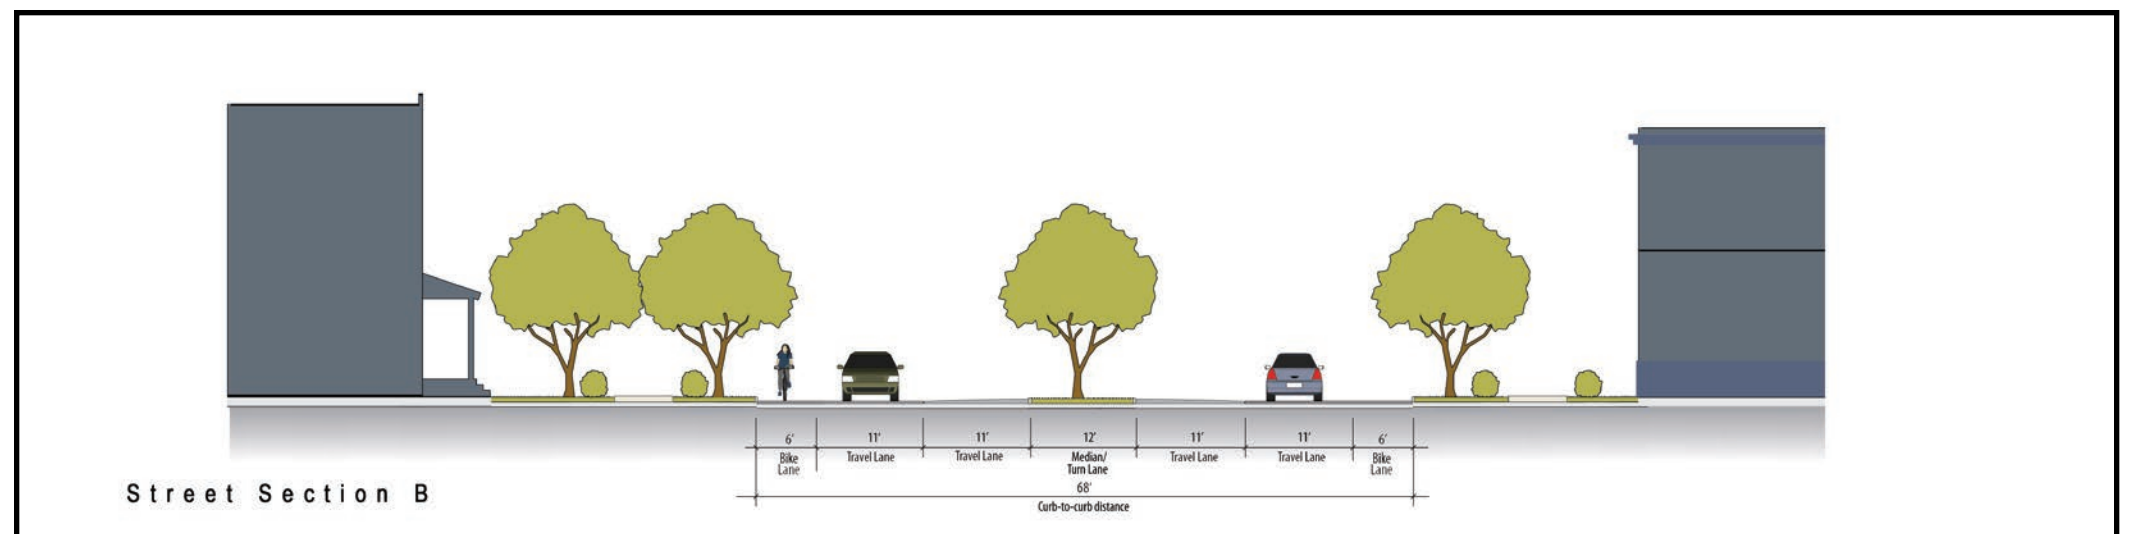 6' 11' 11' 12' 11' 11' 6'
Bike Travel Lane Travel Lane Median/ Travel Lane Travel Lane Bike
Lane Turn Lane Lane
68'
Street Section B
Curb-to-curb distance